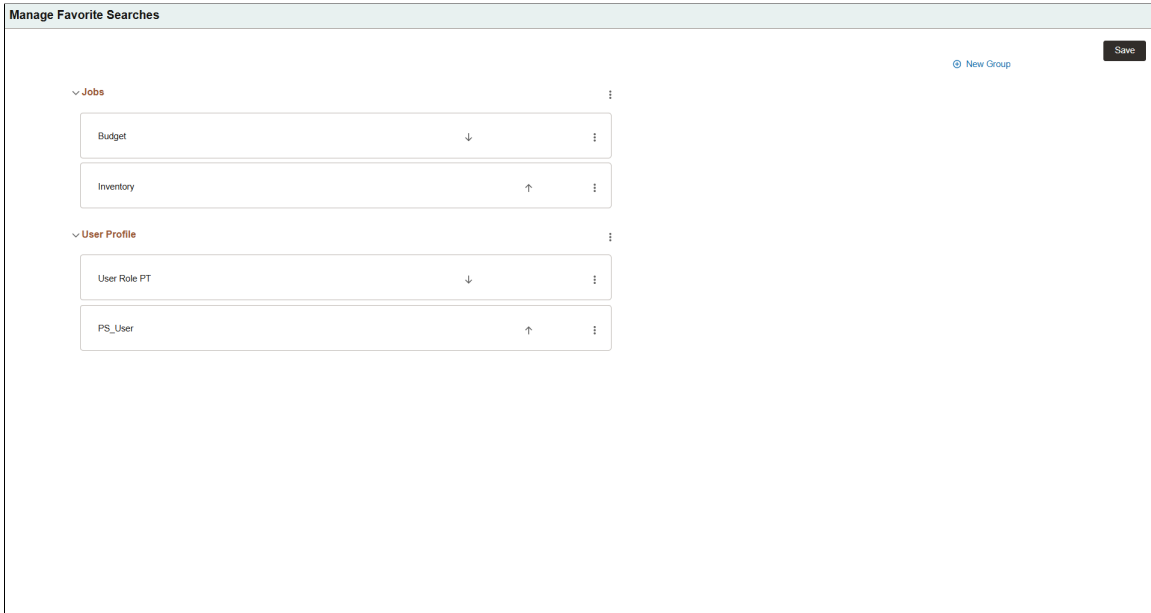 Manage Favorite Searches
Save
New Group
Jobs
Budget
Inventory
User Profile
User Role PT
PS_User